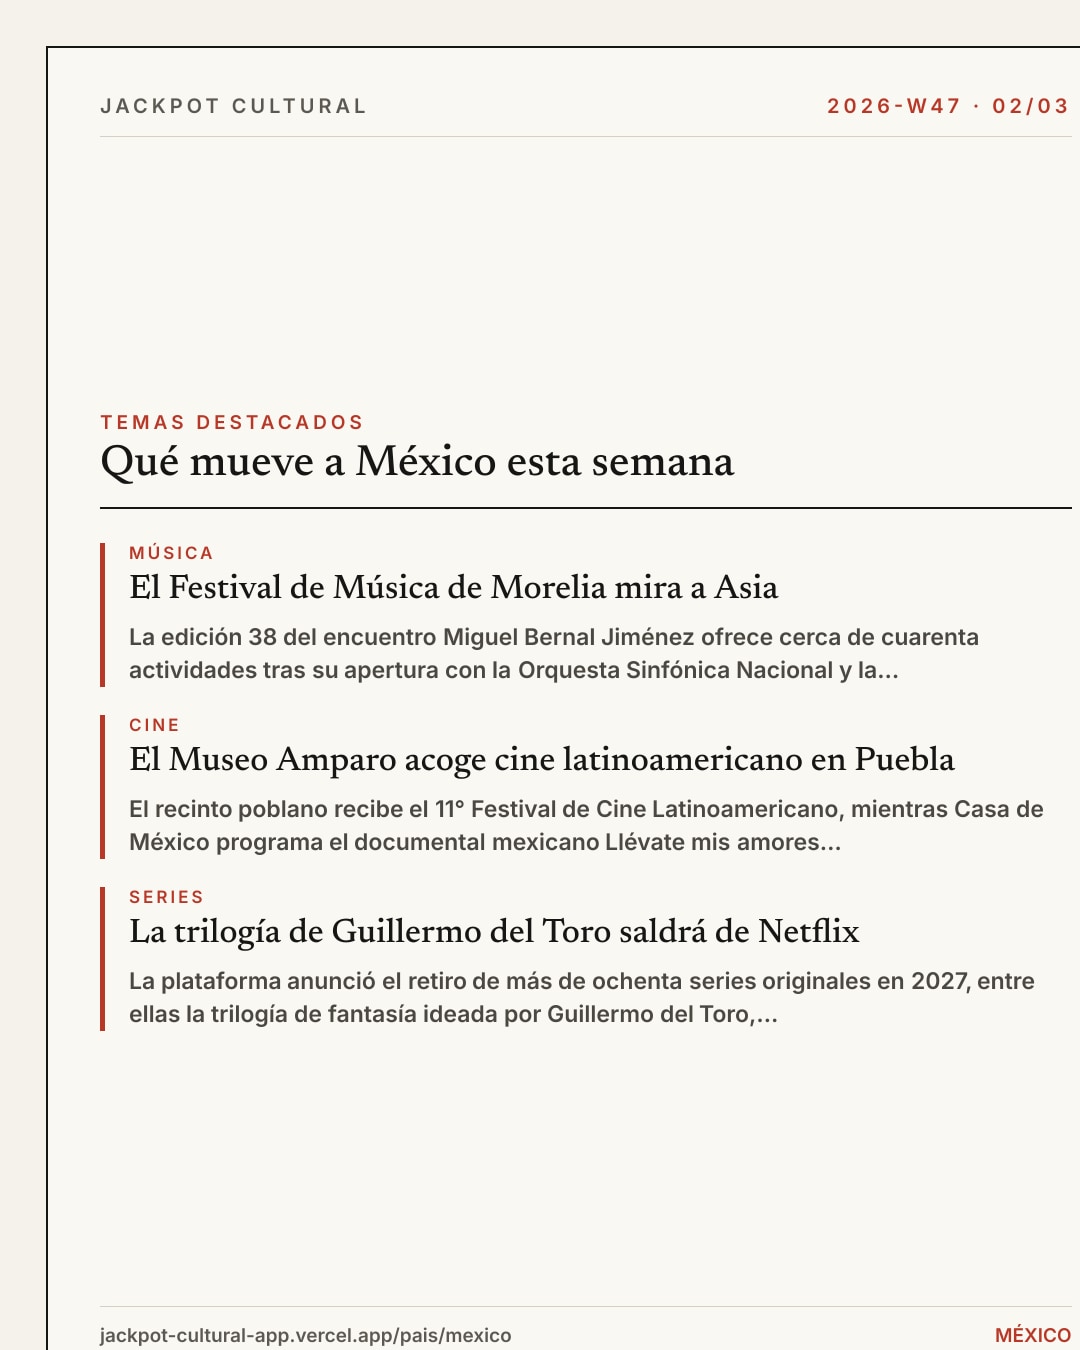 JACKPOT CULTURAL
2026-W47 · 02/03
TEMAS DESTACADOS
Qué mueve a México esta semana
MÚSICA
El Festival de Música de Morelia mira a Asia
La edición 38 del encuentro Miguel Bernal Jiménez ofrece cerca de cuarenta
actividades tras su apertura con la Orquesta Sinfónica Nacional y la…
CINE
El Museo Amparo acoge cine latinoamericano en Puebla
El recinto poblano recibe el 11° Festival de Cine Latinoamericano, mientras Casa de
México programa el documental mexicano Llévate mis amores…
SERIES
La trilogía de Guillermo del Toro saldrá de Netflix
La plataforma anunció el retiro de más de ochenta series originales en 2027, entre
ellas la trilogía de fantasía ideada por Guillermo del Toro,…
jackpot-cultural-app.vercel.app/pais/mexico
MÉXICO